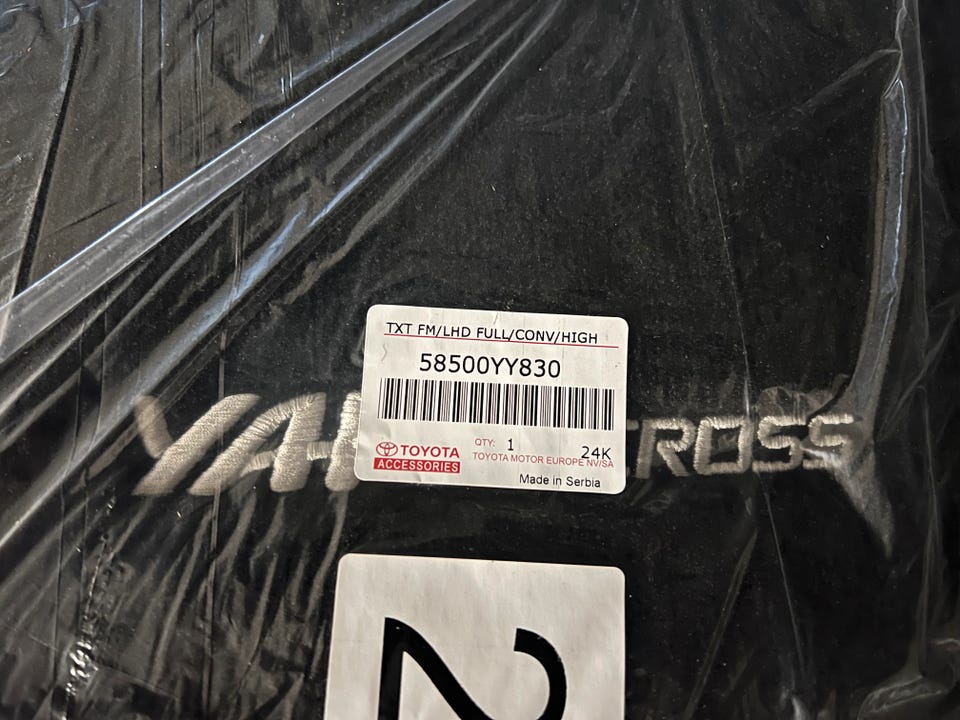 TXT FM/LHD FULL/CONV/HIGH
58500YY830
TOYOTA
ACCESSORIES
QTY: 1
24K
TOYOTA MOTOR EUROPE NV/SA
Made in Serbia
2